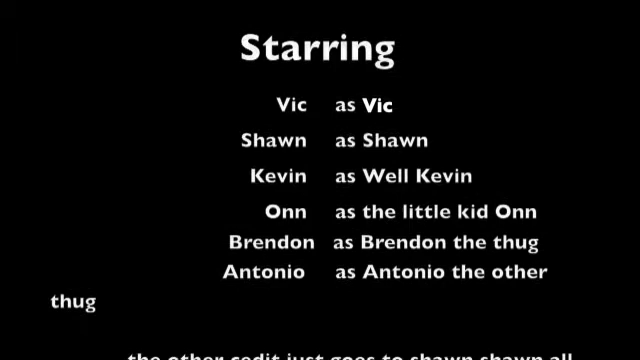 Starring
Vic as Vic
Shawn as Shawn
Kevin as Well Kevin
Onn as the little kid Onn
Brendon as Brendon the thug
Antonio as Antonio the other
thug
the other cedit just goes to shawn shawn all